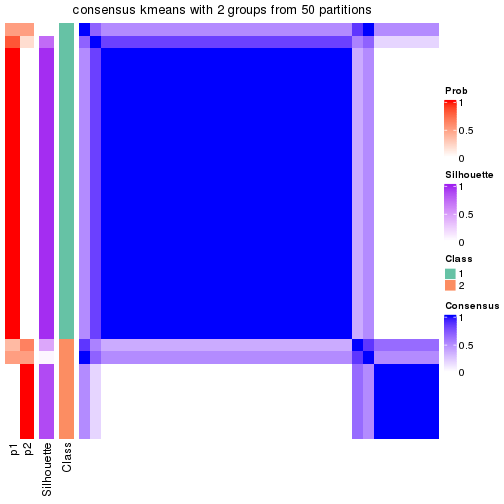 consensus kmeans with 2 groups from 50 partitions
Prob
1
0.5
0
Silhouette
1
0.5
0
Class
1
2
Consensus
1
0.5
0
p1
p2
Silhouette
Class